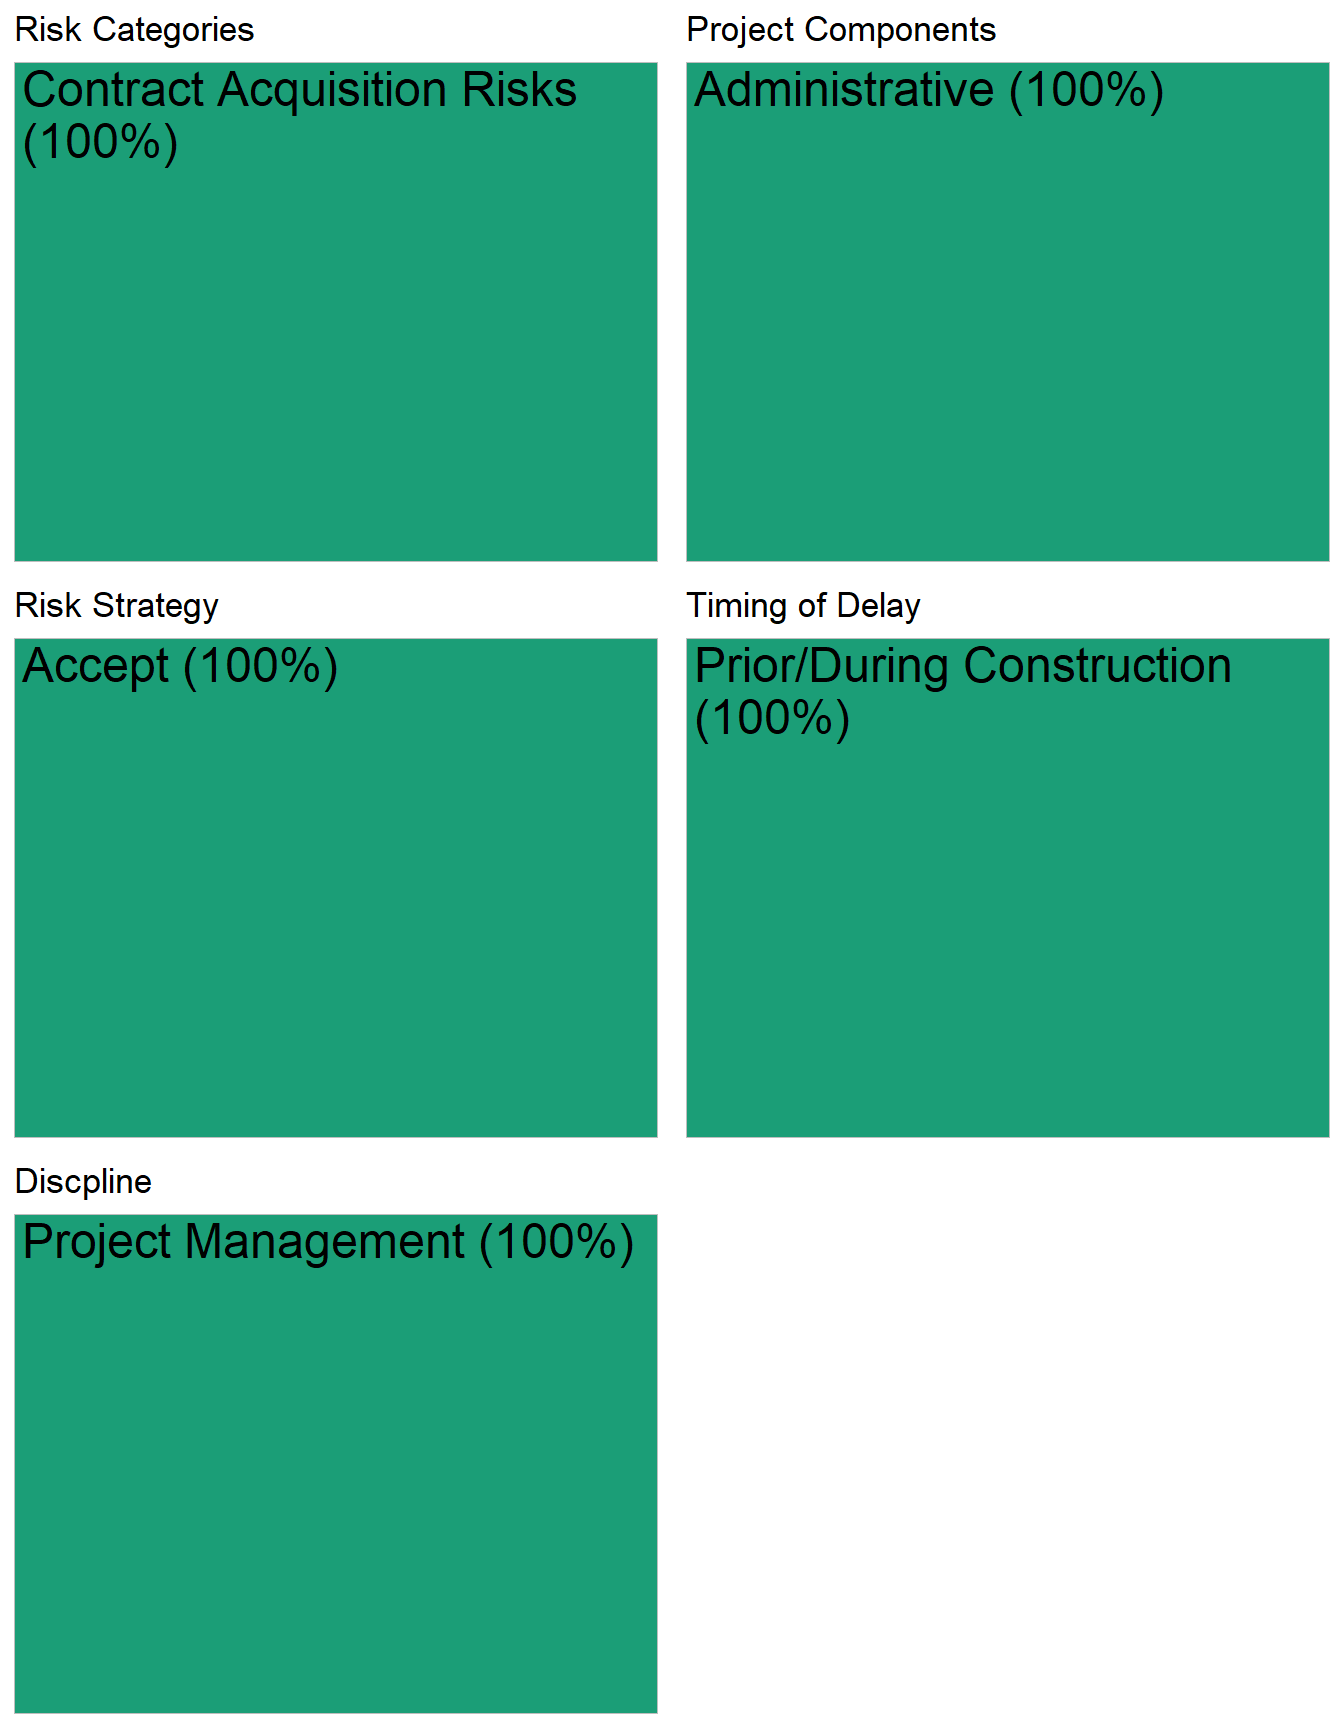 Risk Categories
Contract Acquisition Risks
(100%)
Project Components
Administrative (100%)
Risk Strategy
Accept (100%)
Timing of Delay
Prior/During Construction
(100%)
Discpline
Project Management (100%)